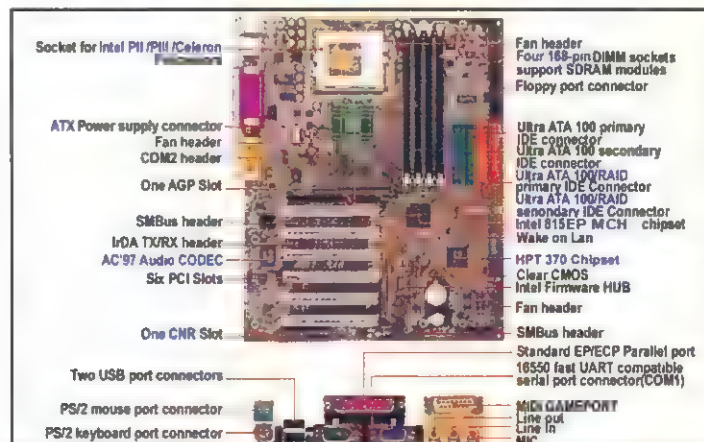 Socket for Intel PII /PIII /Celeron
Processors
ATX Power supply connector
Fan header
COM2 header
One AGP Slot
SMBus header
IrDA TX/RX header
AC'97 Audio CODEC
Six PCI Slots
One CNR Slot
Two USB port connectors
PS/2 mouse port connector
PS/2 keyboard port connector
Fan header
Four 168-pin DIMM sockets
support SDRAM modules
Floppy port connector
Ultra ATA 100 primary
IDE connector
Ultra ATA 100 secondary
IDE connector
Ultra ATA 100/RAID
primary IDE Connector
Ultra ATA 100/RAID
senondary IDE Connector
Intel 815EP MCH chipset
Wake on Lan
HPT 370 Chipset
Clear CMOS
Intel Firmware HUB
Fan header
SMBus header
Standard EP/ECP Parallel port
16550 fast UART compatible
serial port connector(COM1)
MIDI GAMEPORT
Line put
Line in
MIC